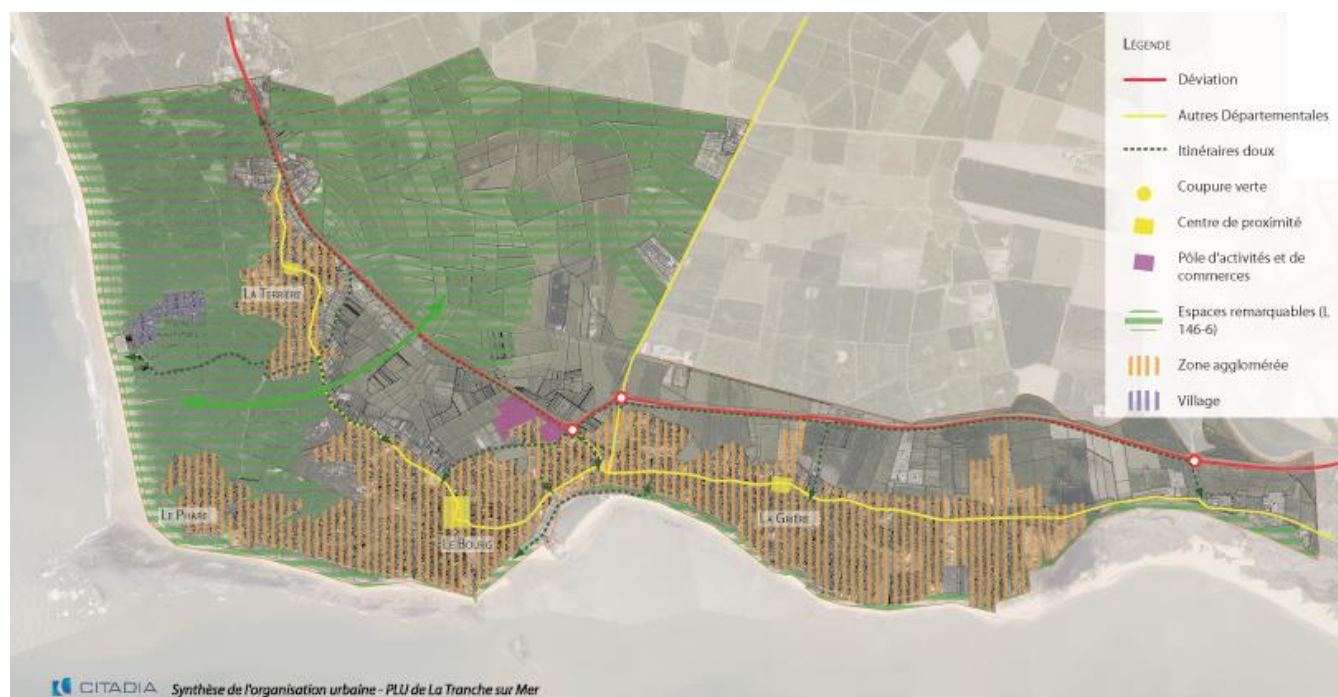 LÉGENDE
Déviation
Autres Départementales
Itinéraires doux
Coupure verte
Centre de proximité
Pôle d'activités et de
commerces
Espaces remarquables (L
146-6)
Zone agglomérée
Village
LA TERRIÈRE
LE PHARE
LE BOURG
LA GRIÈRE
CITADIA Synthèse de l'organisation urbaine - PLU de La Tranche sur Mer